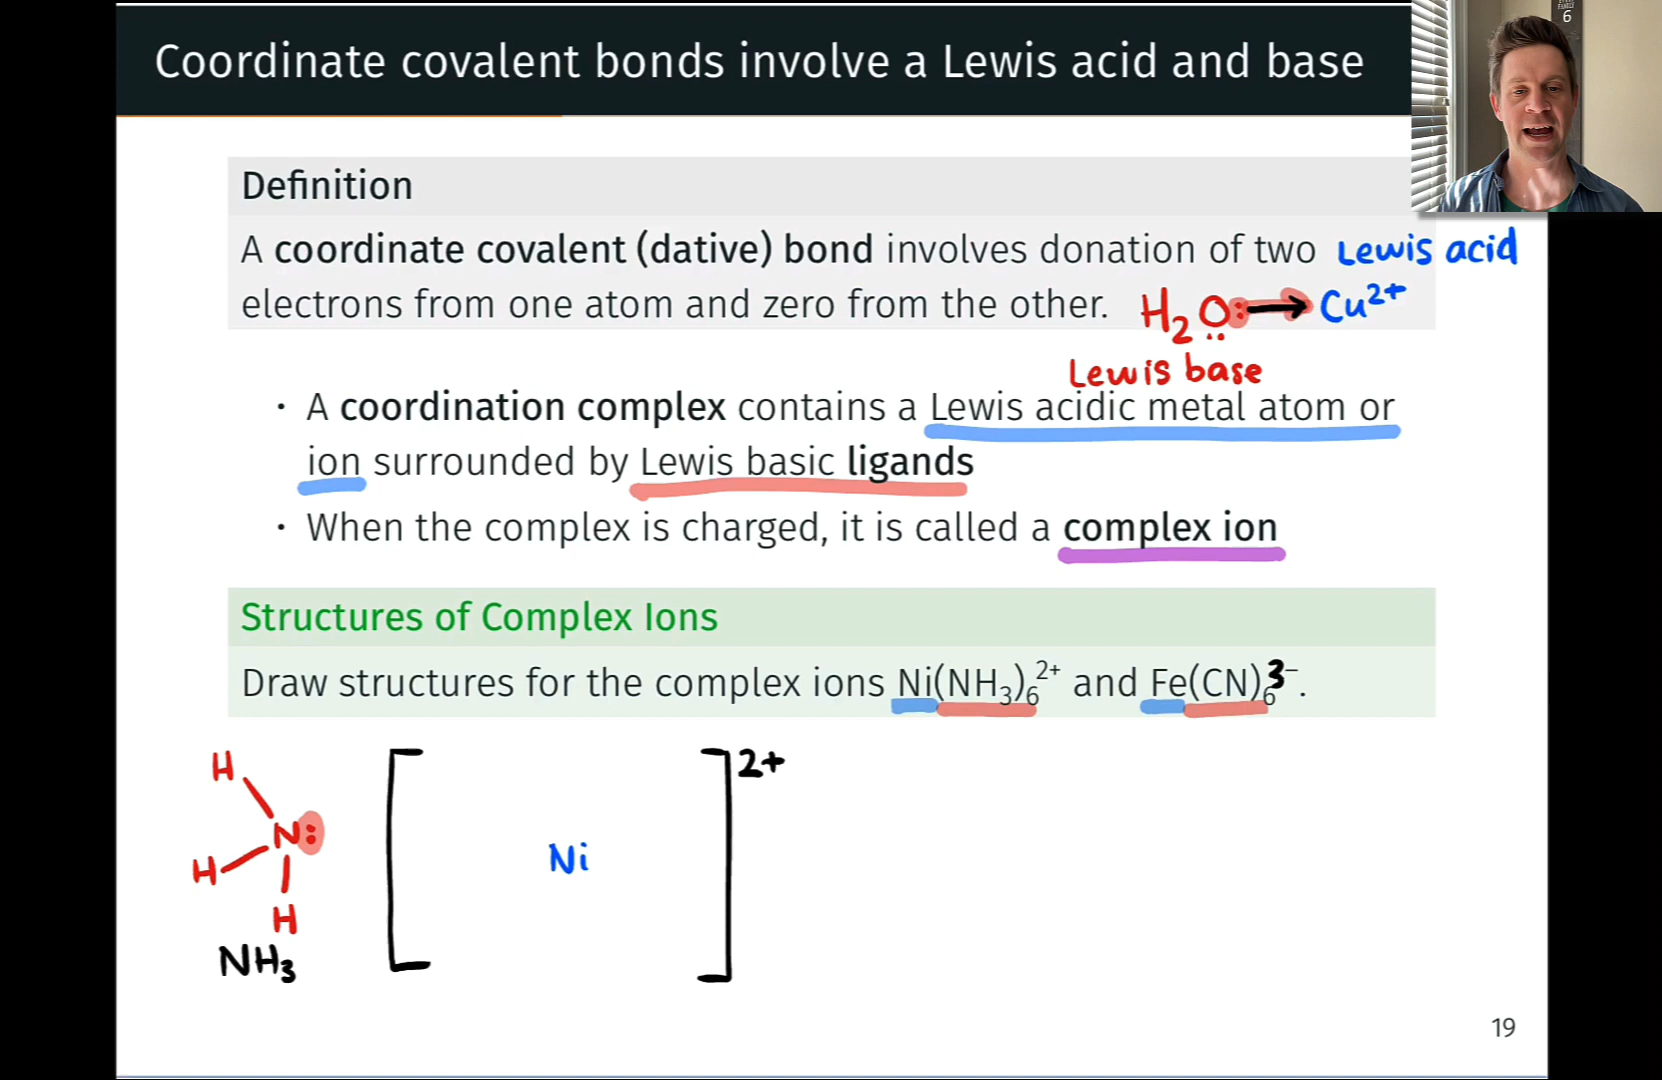 Coordinate covalent bonds involve a Lewis acid and base
FAMILY
6
Definition
A coordinate covalent (dative) bond involves donation of two
electrons from one atom and zero from the other.
Lewis acid
H₂O: → Cu²⁺
Lewis base
· A coordination complex contains a Lewis acidic metal atom or
ion surrounded by Lewis basic ligands
· When the complex is charged, it is called a complex ion
Structures of Complex Ions
Draw structures for the complex ions Ni(NH₃)₆²⁺ and Fe(CN)₆³⁻.
H
N:
H
H
NH₃
[ Ni ]²⁺
19